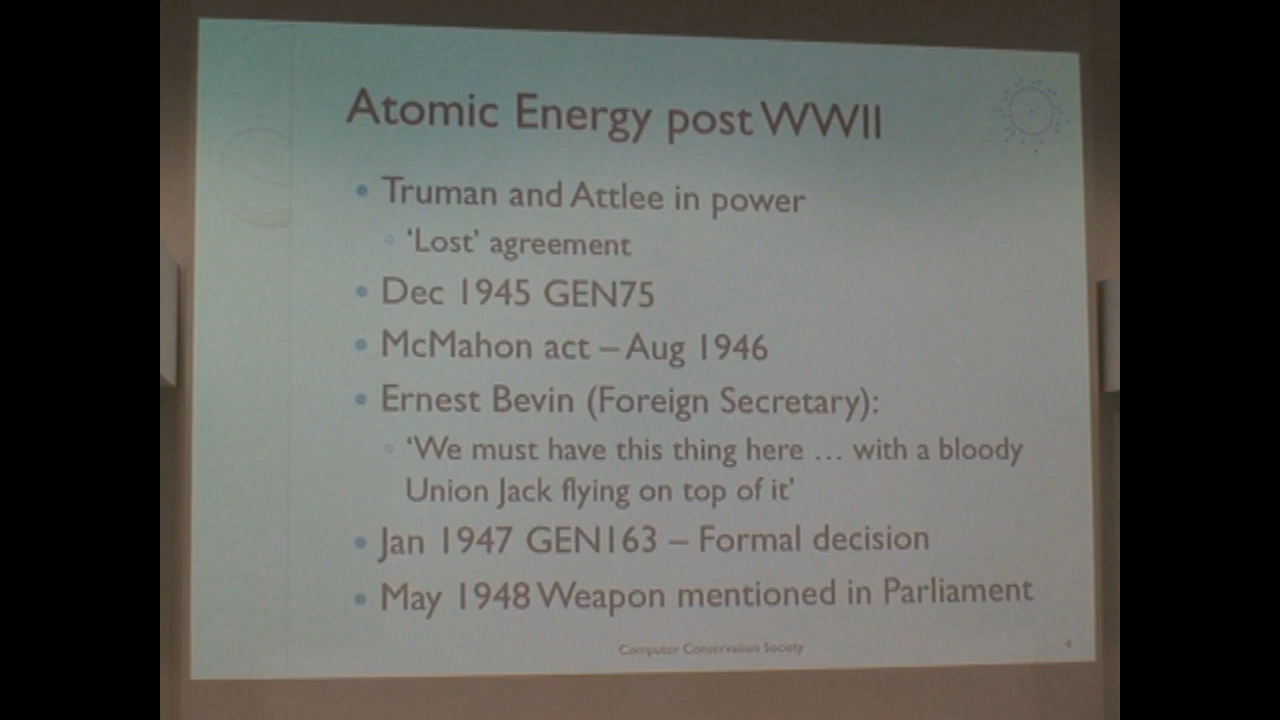 Atomic Energy post WWII
Truman and Attlee in power
‘Lost’ agreement
Dec 1945 GEN75
McMahon act – Aug 1946
Ernest Bevin (Foreign Secretary):
‘We must have this thing here … with a bloody
Union Jack flying on top of it’
Jan 1947 GEN163 – Formal decision
May 1948 Weapon mentioned in Parliament
Computer Conservation Society
4